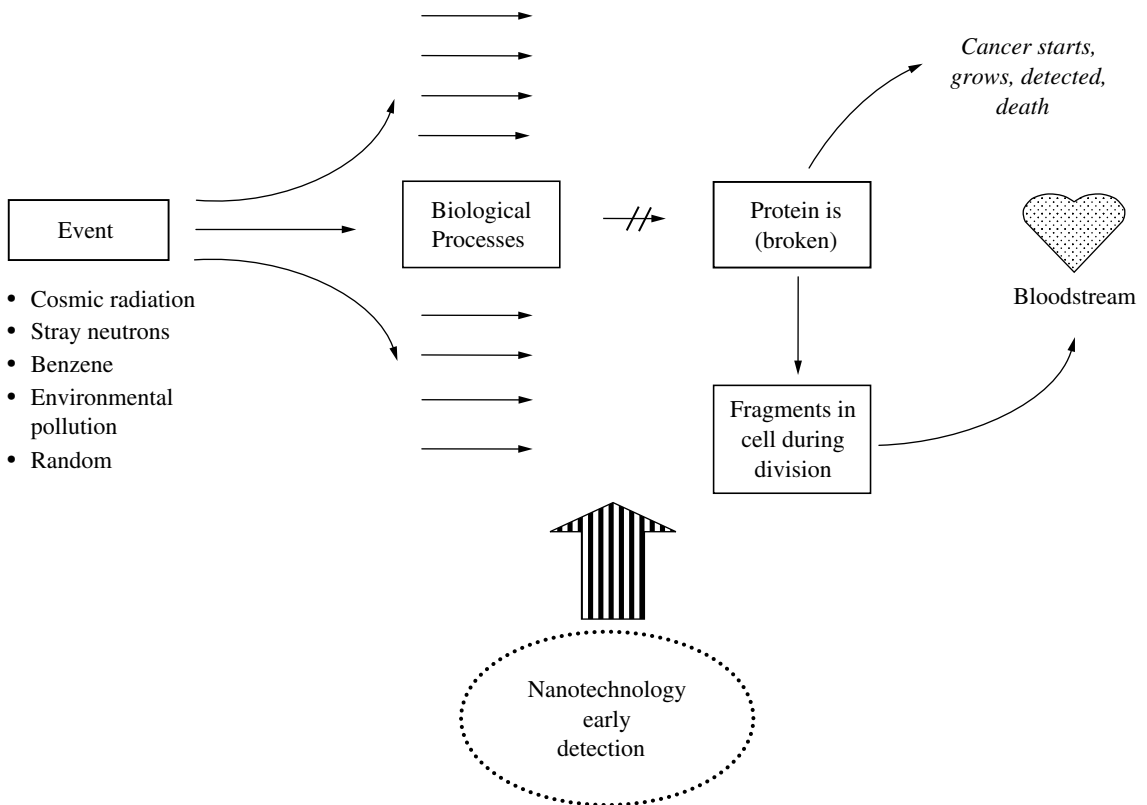 Event
• Cosmic radiation
• Stray neutrons
• Benzene
• Environmental
pollution
• Random
Biological
Processes
Protein is
(broken)
Cancer starts,
grows, detected,
death
Fragments in
cell during
division
Bloodstream
Nanotechnology
early
detection